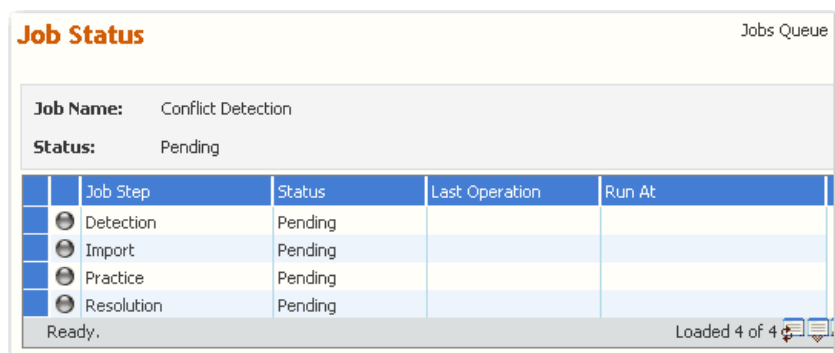 Job Status
Jobs Queue
Job Name: Conflict Detection
Status: Pending
Job Step Status Last Operation Run At
Detection Pending
Import Pending
Practice Pending
Resolution Pending
Ready. Loaded 4 of 4